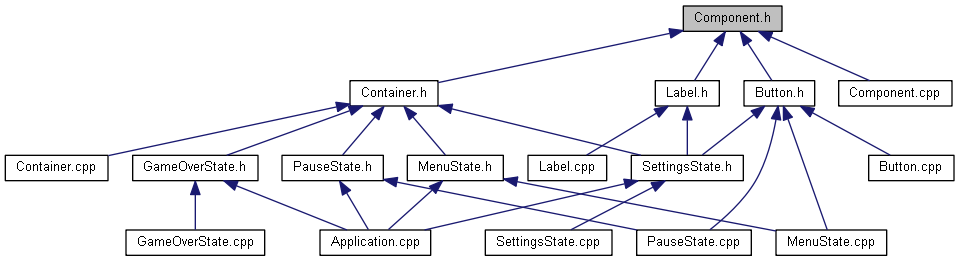 Component.h
Container.h
Label.h
Button.h
Component.cpp
Container.cpp
GameOverState.h
PauseState.h
MenuState.h
Label.cpp
SettingsState.h
Button.cpp
GameOverState.cpp
Application.cpp
SettingsState.cpp
PauseState.cpp
MenuState.cpp